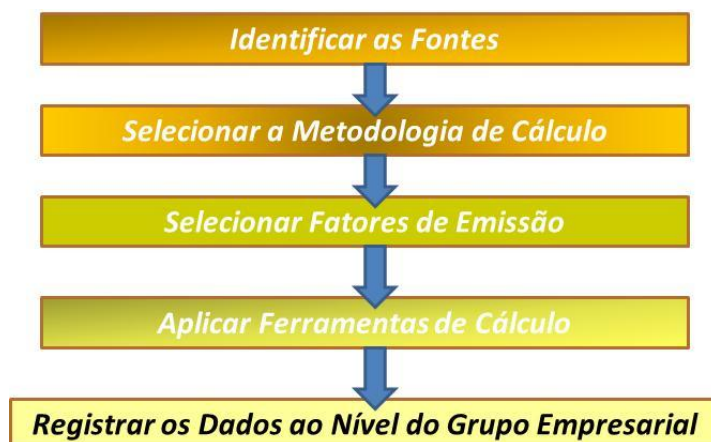 Identificar as Fontes
Selecionar a Metodologia de Cálculo
Selecionar Fatores de Emissão
Aplicar Ferramentas de Cálculo
Registrar os Dados ao Nível do Grupo Empresarial